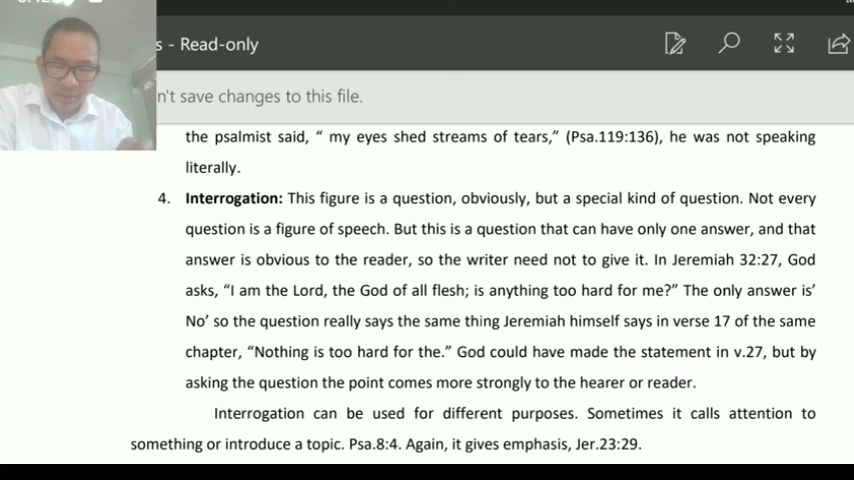 s - Read-only
n't save changes to this file.
the psalmist said, “ my eyes shed streams of tears,” (Psa.119:136), he was not speaking
literally.
4. Interrogation: This figure is a question, obviously, but a special kind of question. Not every
question is a figure of speech. But this is a question that can have only one answer, and that
answer is obvious to the reader, so the writer need not to give it. In Jeremiah 32:27, God
asks, “I am the Lord, the God of all flesh; is anything too hard for me?” The only answer is’
No’ so the question really says the same thing Jeremiah himself says in verse 17 of the same
chapter, “Nothing is too hard for the.” God could have made the statement in v.27, but by
asking the question the point comes more strongly to the hearer or reader.
Interrogation can be used for different purposes. Sometimes it calls attention to
something or introduce a topic. Psa.8:4. Again, it gives emphasis, Jer.23:29.